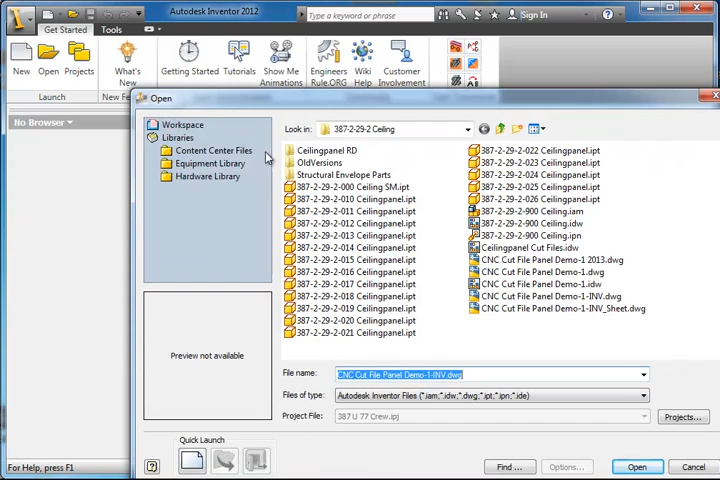 Autodesk Inventor 2012
Type a keyword or phrase
Sign In
Get Started
Tools
New
Open
Projects
What's
New
Getting Started
Tutorials
Show Me
Animations
Engineers
Rule.ORG
Wiki
Help
Customer
Involvement
Launch
New Fe
No Browser
Open
Workspace
Libraries
Content Center Files
Equipment Library
Hardware Library
Look in:
387-2-29-2 Ceiling
Ceilingpanel RD
OldVersions
Structural Envelope Parts
387-2-29-2-000 Ceiling SM.ipt
387-2-29-2-010 Ceilingpanel.ipt
387-2-29-2-011 Ceilingpanel.ipt
387-2-29-2-012 Ceilingpanel.ipt
387-2-29-2-013 Ceilingpanel.ipt
387-2-29-2-014 Ceilingpanel.ipt
387-2-29-2-015 Ceilingpanel.ipt
387-2-29-2-016 Ceilingpanel.ipt
387-2-29-2-017 Ceilingpanel.ipt
387-2-29-2-018 Ceilingpanel.ipt
387-2-29-2-019 Ceilingpanel.ipt
387-2-29-2-020 Ceilingpanel.ipt
387-2-29-2-021 Ceilingpanel.ipt
387-2-29-2-022 Ceilingpanel.ipt
387-2-29-2-023 Ceilingpanel.ipt
387-2-29-2-024 Ceilingpanel.ipt
387-2-29-2-025 Ceilingpanel.ipt
387-2-29-2-026 Ceilingpanel.ipt
387-2-29-2-900 Ceiling.iam
387-2-29-2-900 Ceiling.idw
387-2-29-2-900 Ceiling.ipn
Ceilingpanel Cut Files.idw
CNC Cut File Panel Demo-1 2013.dwg
CNC Cut File Panel Demo-1.dwg
CNC Cut File Panel Demo-1.idw
CNC Cut File Panel Demo-1-INV.dwg
CNC Cut File Panel Demo-1-INV_Sheet.dwg
Preview not available
File name:
CNC Cut File Panel Demo-1-INV.dwg
Files of type:
Autodesk Inventor Files (*.iam;*.idw;*.dwg;*.ipt;*.ipn;*.ide)
Project File:
387 U 77 Crew.ipj
Projects...
Quick Launch
Find ...
Options...
Open
Cancel
For Help, press F1